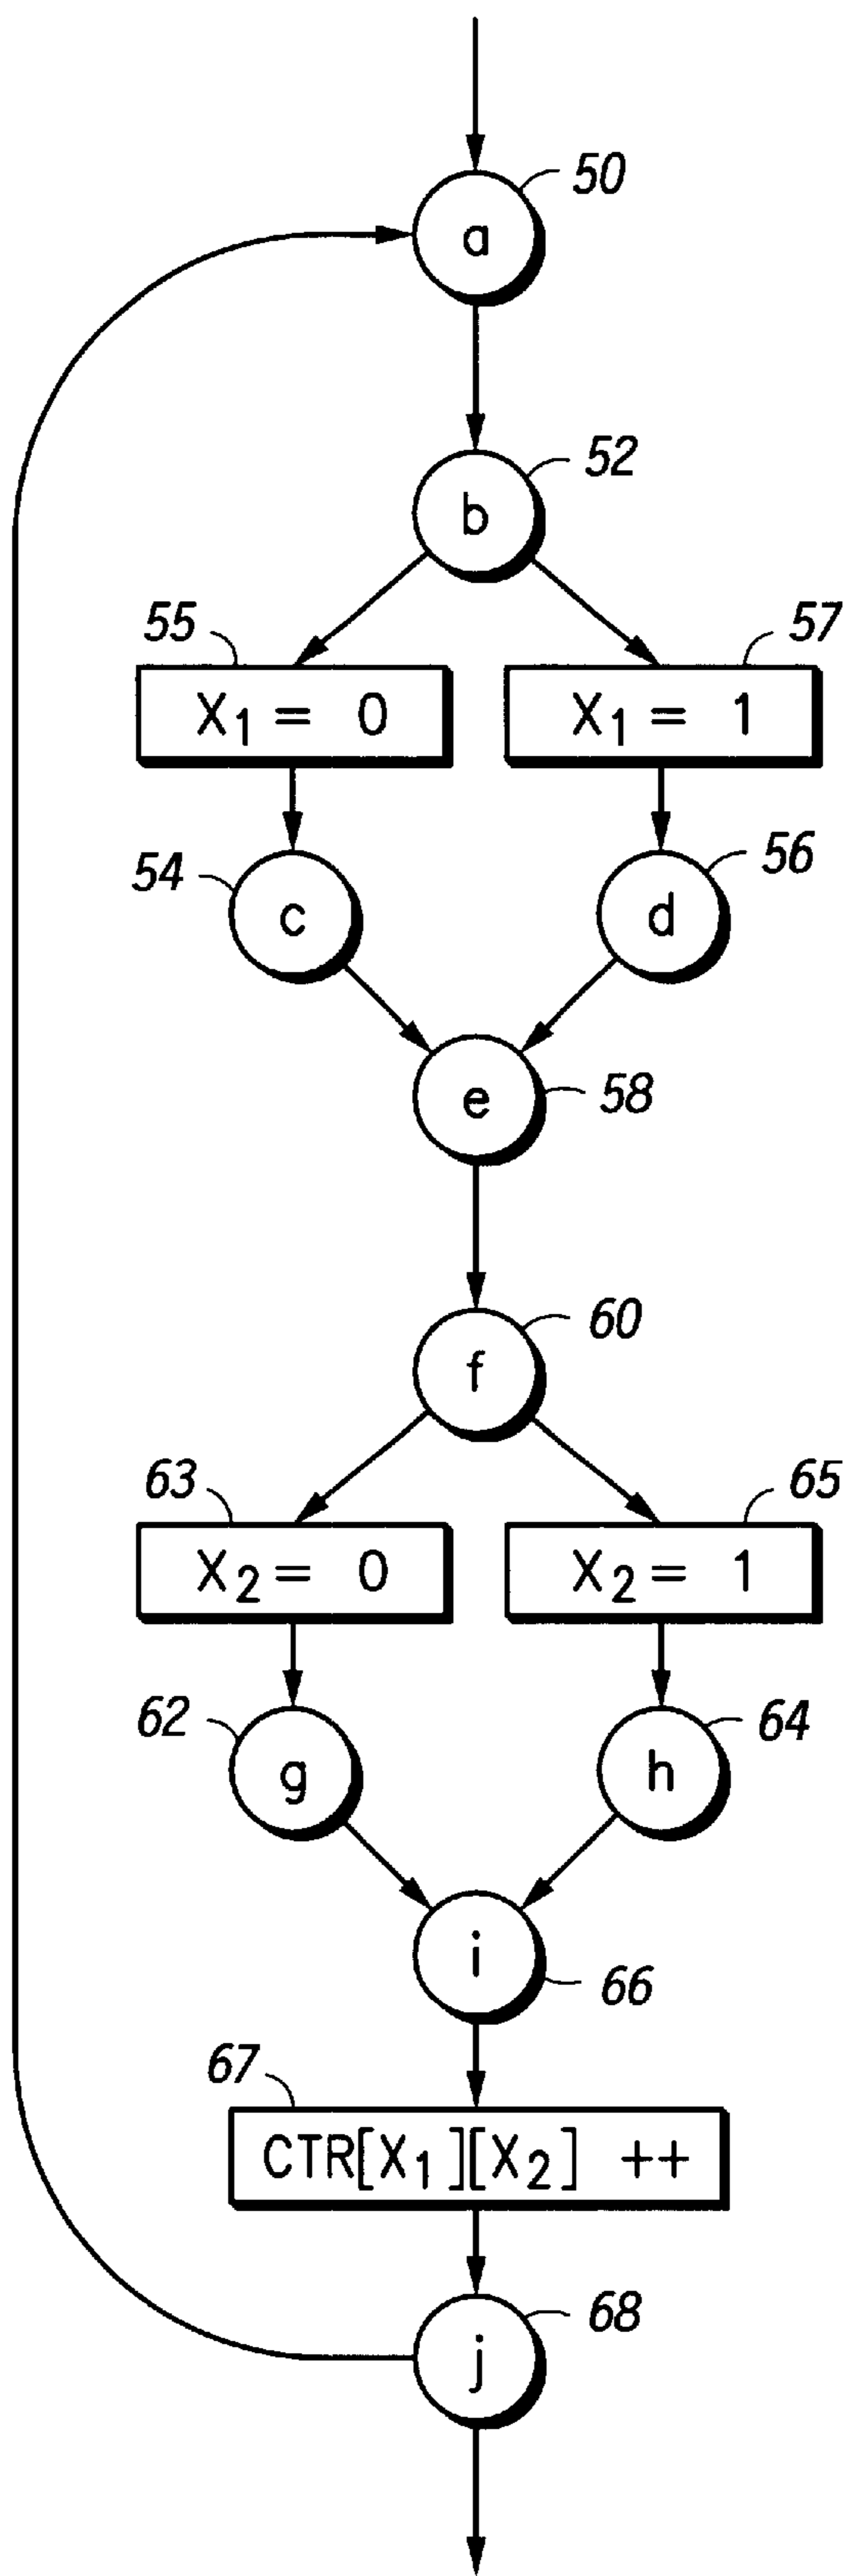 50
a
52
b
55
57
X1 = 0
X1 = 1
54
56
c
d
e
58
60
f
63
65
X2 = 0
X2 = 1
62
64
g
h
i
66
67
CTR[X1][X2] ++
68
j